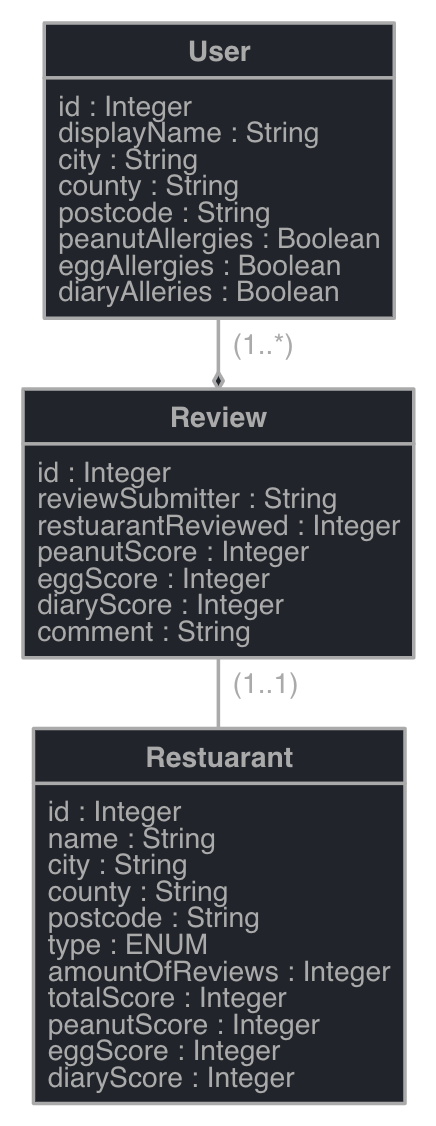 User
id : Integer
displayName : String
city : String
county : String
postcode : String
peanutAllergies : Boolean
eggAllergies : Boolean
diaryAlleries : Boolean
(1..*)
Review
id : Integer
reviewSubmitter : String
restuarantReviewed : Integer
peanutScore : Integer
eggScore : Integer
diaryScore : Integer
comment : String
(1..1)
Restuarant
id : Integer
name : String
city : String
county : String
postcode : String
type : ENUM
amountOfReviews : Integer
totalScore : Integer
peanutScore : Integer
eggScore : Integer
diaryScore : Integer